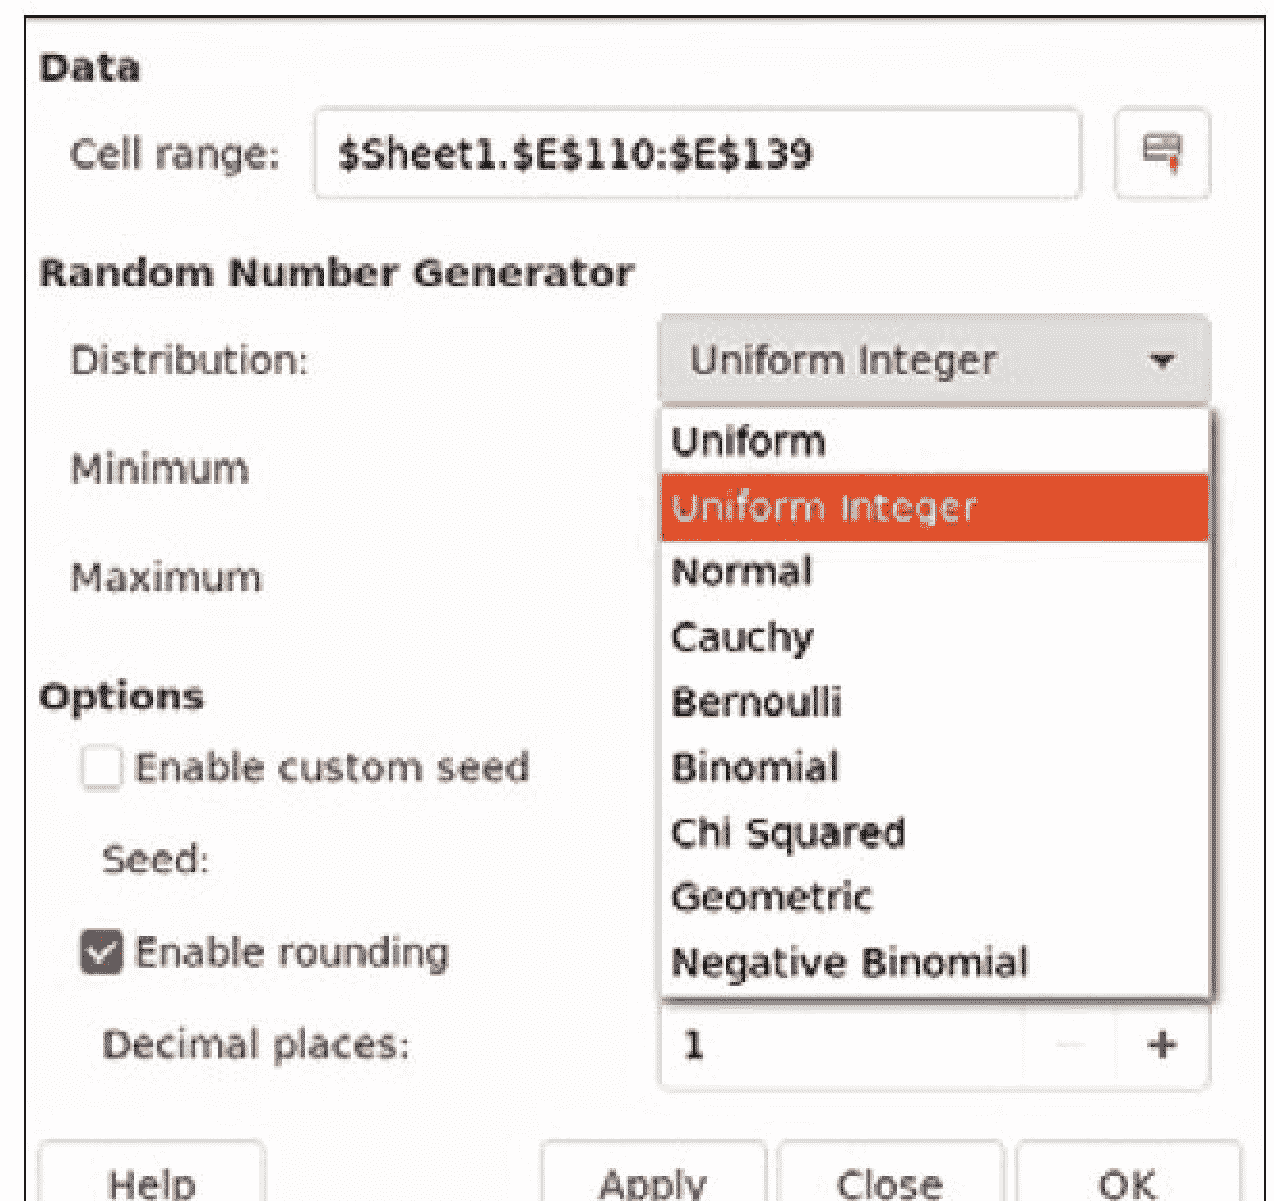 Data
Cell range: $Sheet1.$E$110:$E$139
Random Number Generator
Distribution: Uniform Integer
Uniform
Minimum
Uniform Integer
Normal
Maximum
Cauchy
Options
Bernoulli
Enable custom seed
Binomial
Seed:
Chi Squared
Geometric
Enable rounding
Negative Binomial
Decimal places: 1 − +
Help Apply Close OK